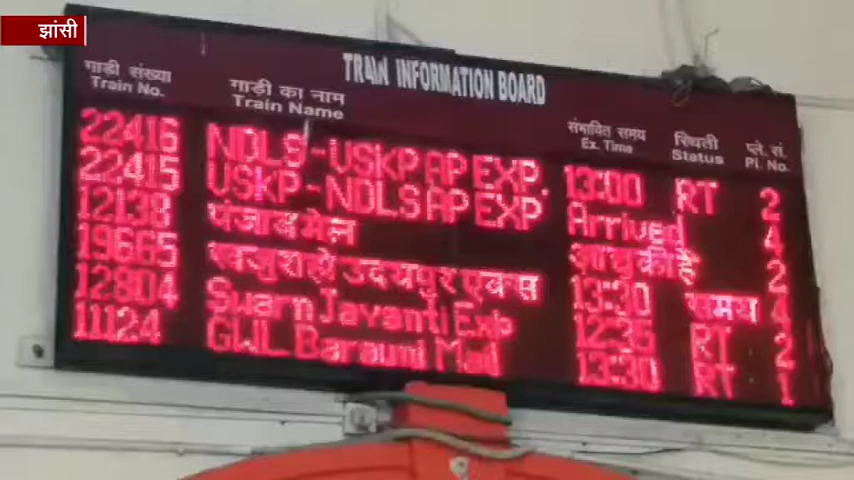 झांसी
TRAIN INFORMATION BOARD
गाड़ी संख्या गाड़ी का नाम संभावित समय स्थिती प्ले. सं.
Train No. Train Name Ex. Time Status Pl. No.
22416 NDLS-USKP AP EXP. 13:00 RT 2
22415 USKP-NDLS AP EXP Arrived 4
12138 पंजाब मेल आ चुकी है 2
19665 खजुराहो उदयपुर एक्स 13:30 समय 4
12804 Swarn Jayanti Exp 12:35 RT 2
11124 GWL Barauni Mail 13:30 RT 1